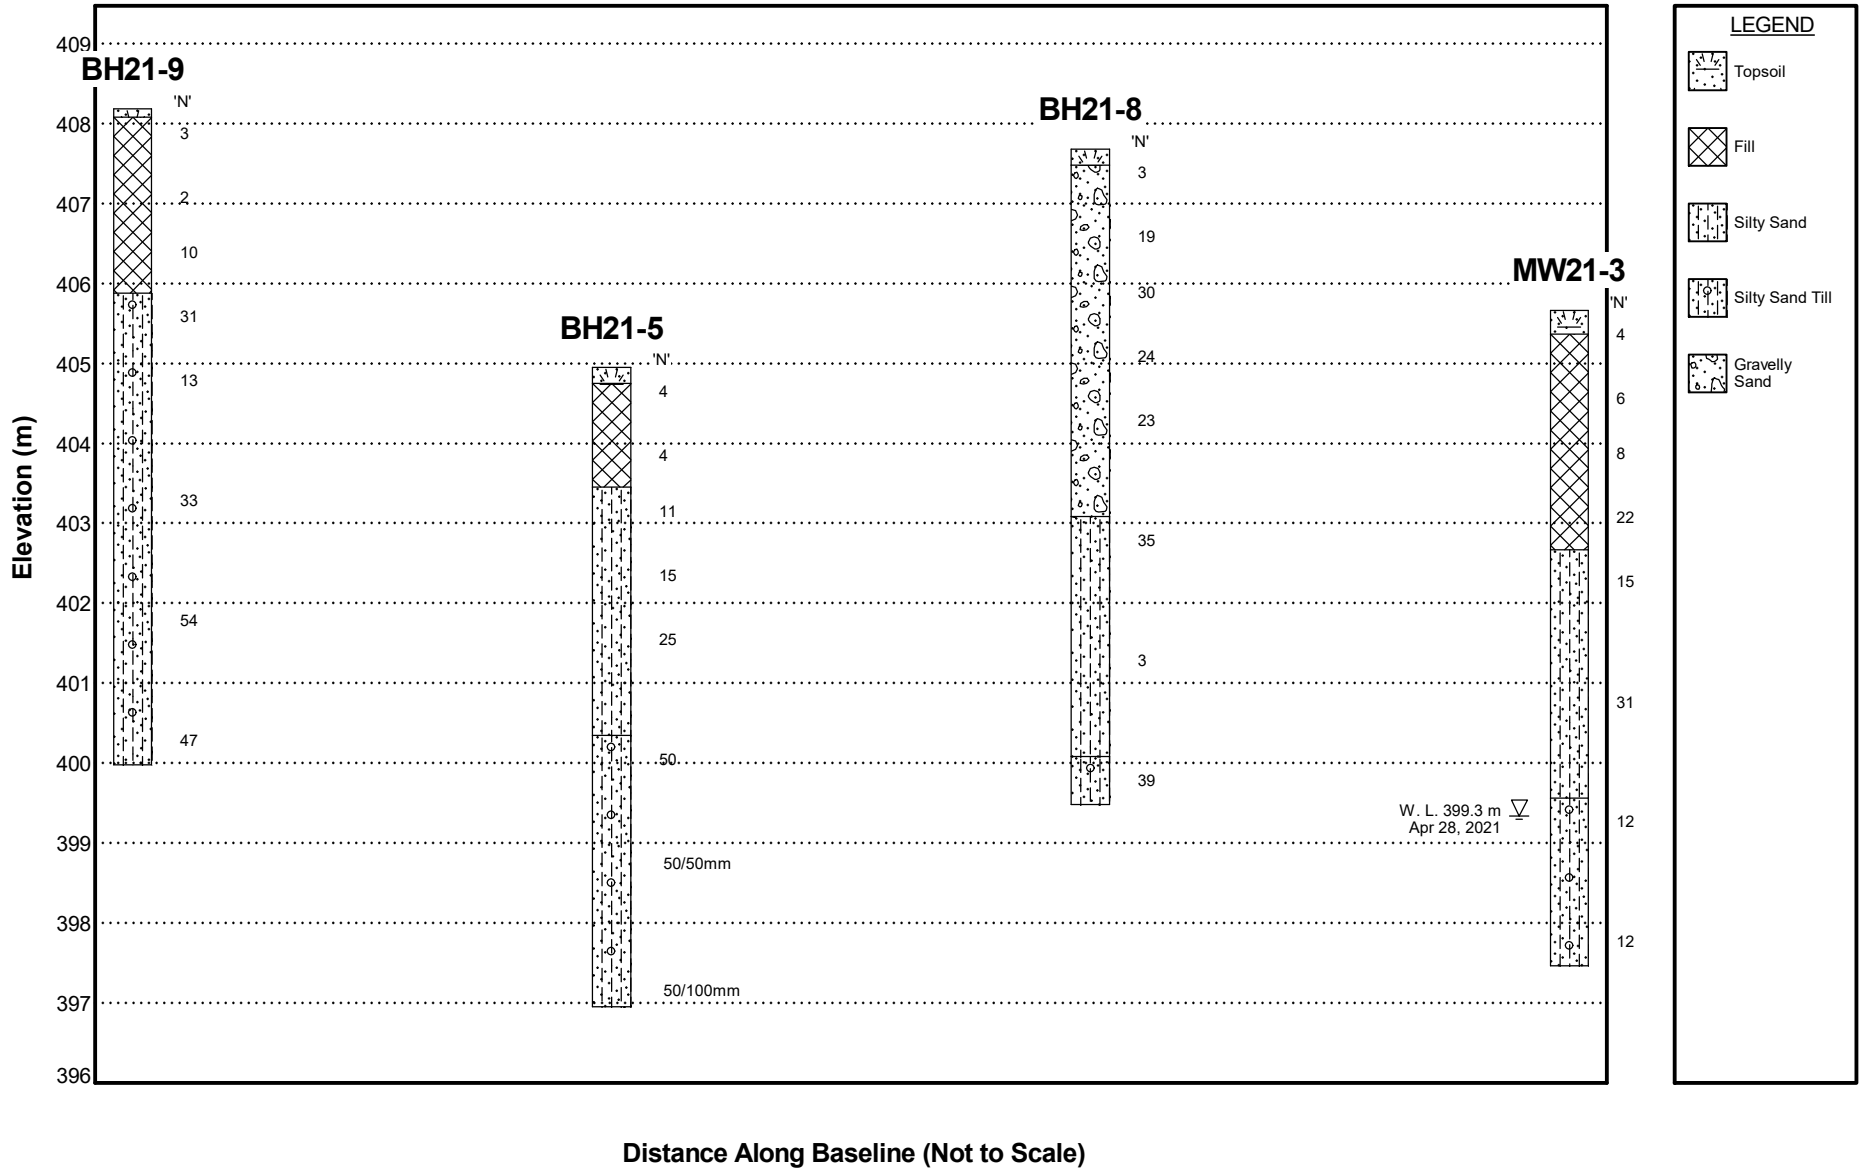 409
408
407
406
405
404
403
402
401
400
399
398
397
396
Elevation (m)
BH21-9
'N'
3
2
10
31
13
33
54
47
BH21-5
'N'
4
4
11
15
25
50
50/50mm
50/100mm
BH21-8
'N'
3
19
30
24
23
35
3
39
MW21-3
'N'
4
6
8
22
15
31
12
12
W. L. 399.3 m
Apr 28, 2021
Distance Along Baseline (Not to Scale)
LEGEND
Topsoil
Fill
Silty Sand
Silty Sand Till
Gravelly
Sand